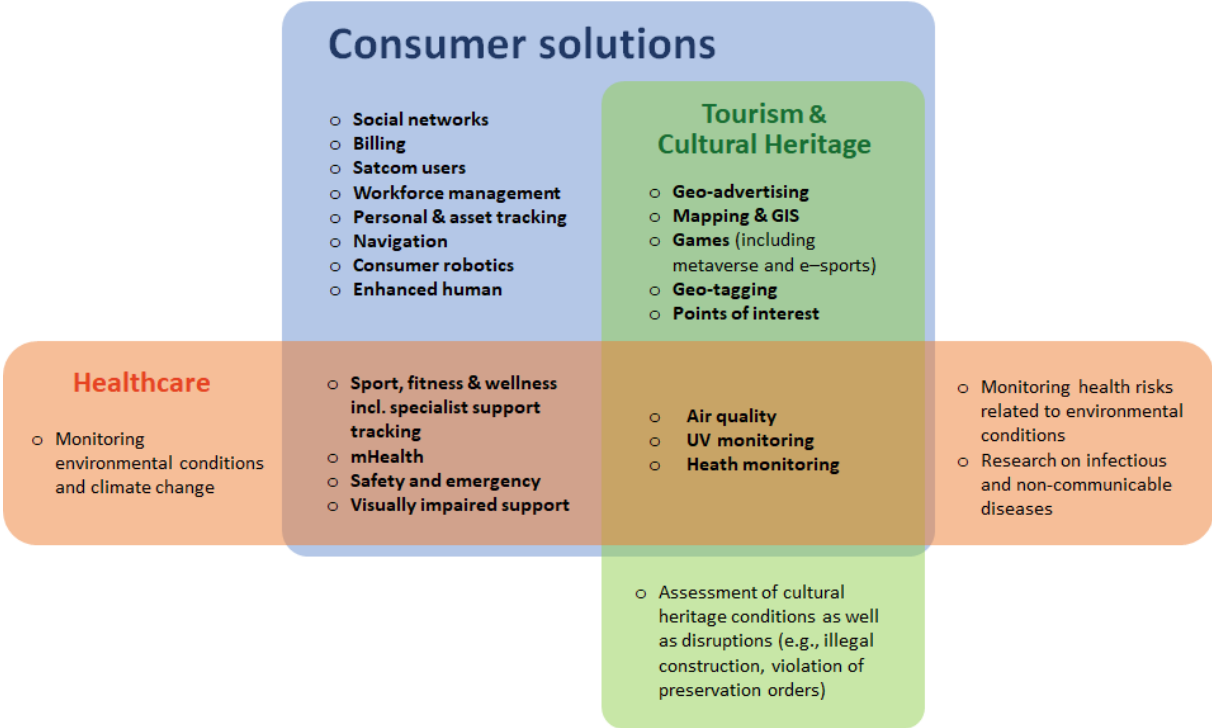 Consumer solutions
o Social networks
o Billing
o Satcom users
o Workforce management
o Personal & asset tracking
o Navigation
o Consumer robotics
o Enhanced human
Tourism &
Cultural Heritage
o Geo-advertising
o Mapping & GIS
o Games (including
metaverse and e–sports)
o Geo-tagging
o Points of interest
Healthcare
o Monitoring
environmental conditions
and climate change
o Sport, fitness & wellness
incl. specialist support
tracking
o mHealth
o Safety and emergency
o Visually impaired support
o Air quality
o UV monitoring
o Heath monitoring
o Monitoring health risks
related to environmental
conditions
o Research on infectious
and non-communicable
diseases
o Assessment of cultural
heritage conditions as well
as disruptions (e.g., illegal
construction, violation of
preservation orders)